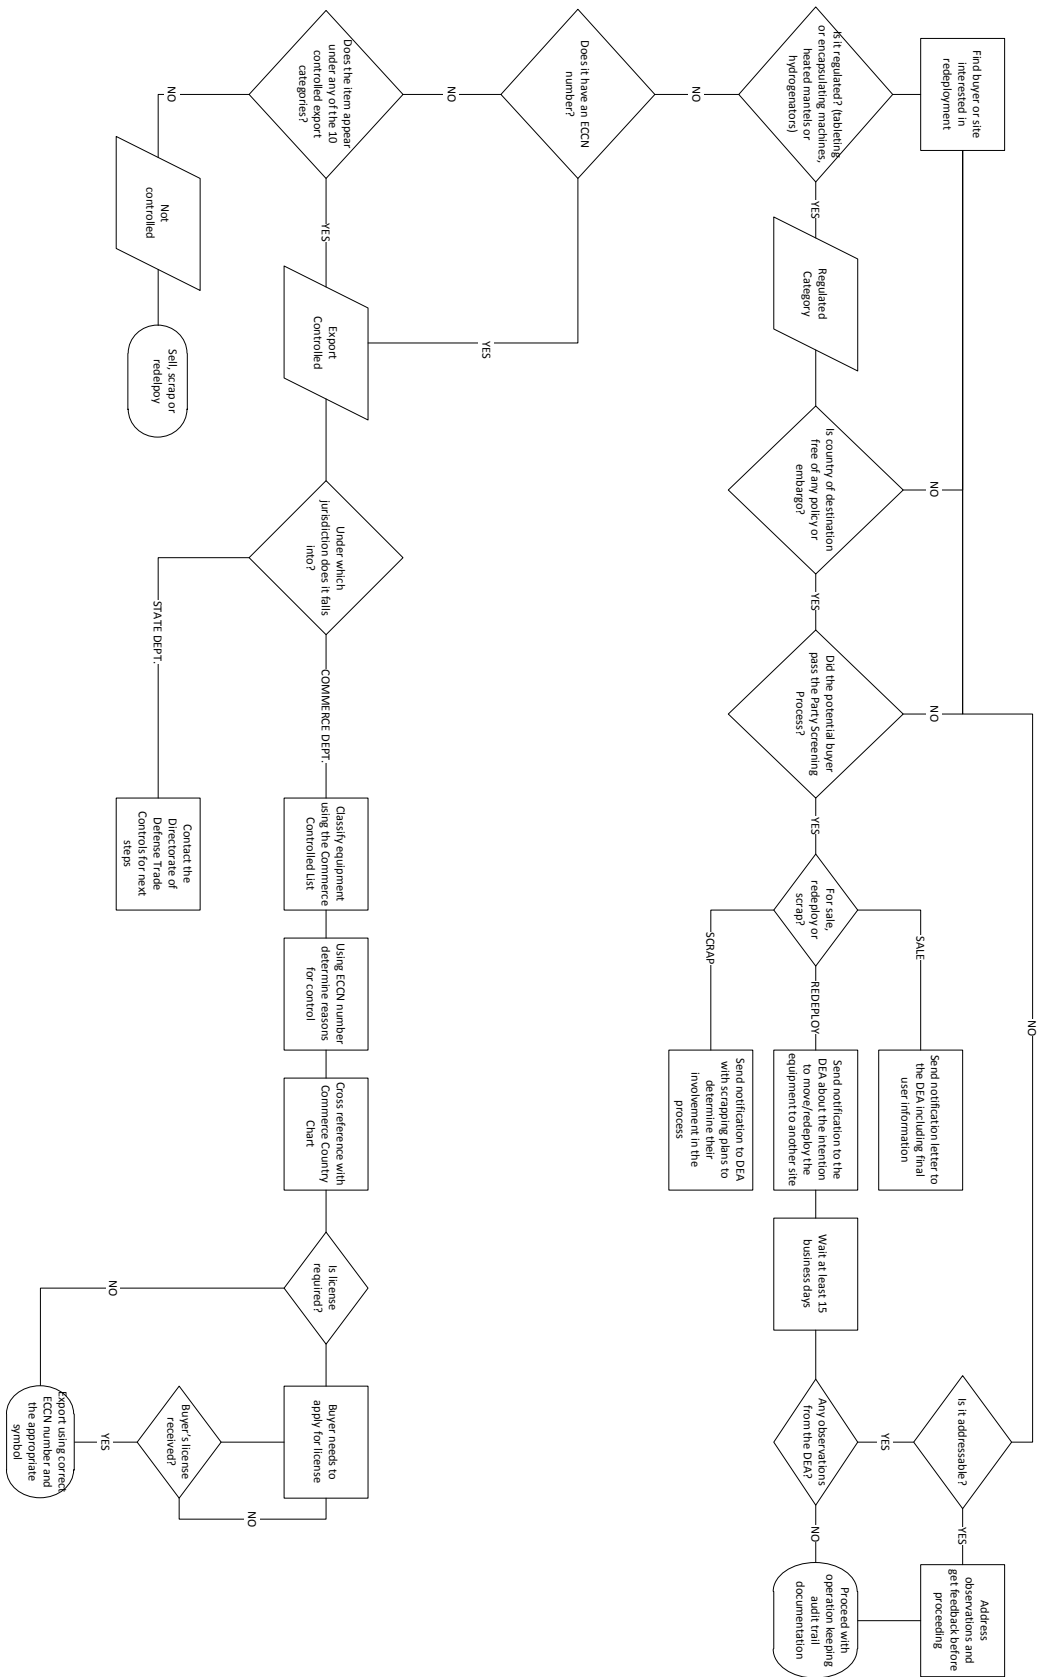 Find buyer or site
interested in
redeployment
Is it regulated? (tableting
or encapsulating machines,
heated mantels or
hydrogenators)
NO
YES
Does it have an ECCN
number?
NO
YES
Does the item appear
under any of the 10
controlled export
categories?
NO
YES
Not
controlled
Sell, scrap or
redelpoy
Export
Controlled
Regulated
Category
Is country of destination
free of any policy or
embargo?
NO
YES
Did the potential buyer
pass the Party Screening
Process?
NO
YES
For sale,
redeploy or
scrap?
SALE
REDEPLOY
SCRAP
Send notification letter to
the DEA including final
user information
Send notification to the
DEA about the intention
to move/redeploy the
equipment to another site
Send notification to DEA
with scrapping plans to
determine their
involvement in the
process
Wait at least 15
business days
Any observations
from the DEA?
YES
NO
Is it addressable?
NO
YES
Address
observations and
get feedback before
proceeding
Proceed with
operation keeping
audit trail
documentation
Under which
jurisdiction does it falls
into?
STATE DEPT.
COMMERCE DEPT.
Contact the
Directorate of
Defense Trade
Controls for next
steps
Classify equipment
using the Commerce
Controlled List
Using ECCN number
determine reasons
for control
Cross reference with
Commerce Country
Chart
Is license
required?
NO
Buyer needs to
apply for license
Buyer's license
received?
NO
YES
Export using correct
ECCN number and
the appropriate
symbol